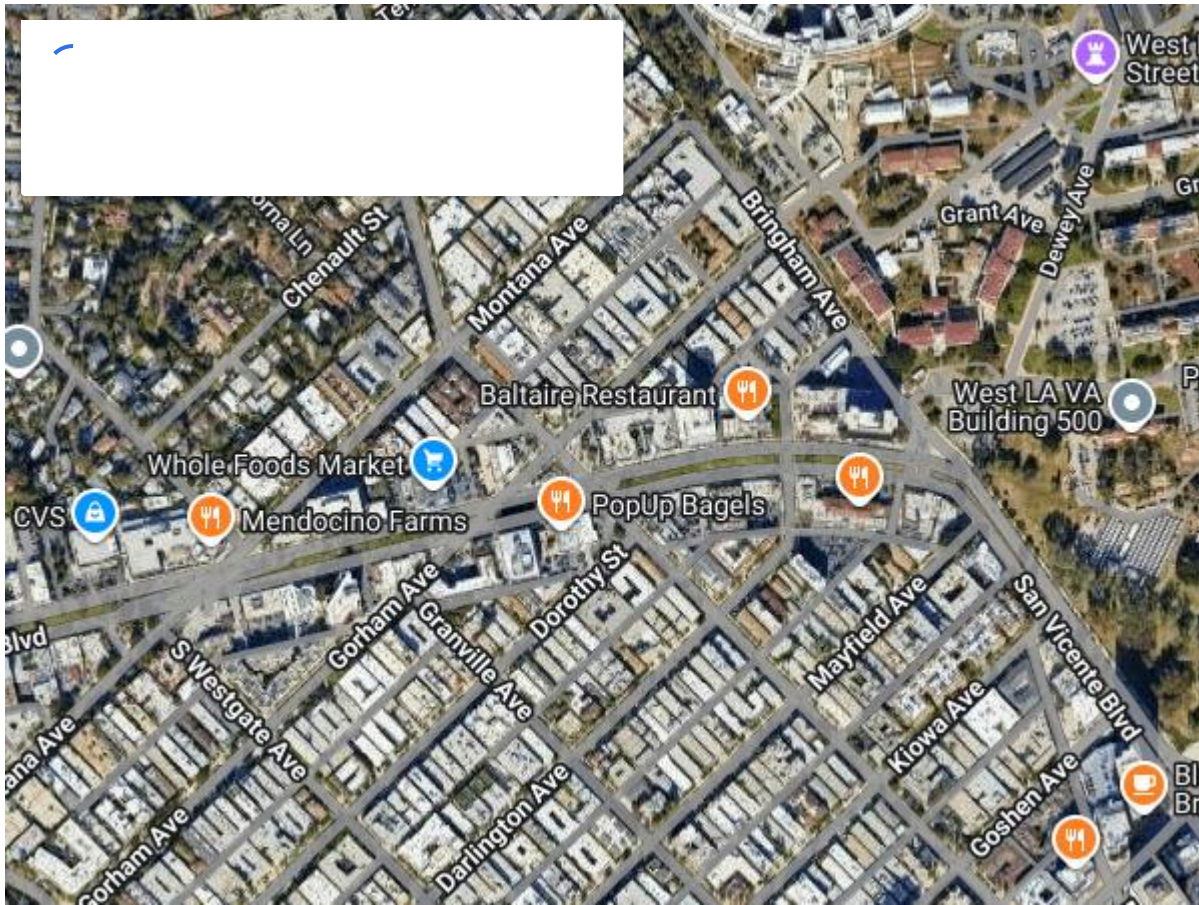 West
Street
Grant Ave
Dewey Ave
Bringham Ave
Chenault St
Montana Ave
Baltaire Restaurant
West LA VA
Building 500
Whole Foods Market
CVS
Mendocino Farms
PopUp Bagels
Dorothy St
Gorham Ave
Granville Ave
S Westgate Ave
Mayfield Ave
San Vicente Blvd
Kiowa Ave
Goshen Ave
Darlington Ave
Gorham Ave
Blvd